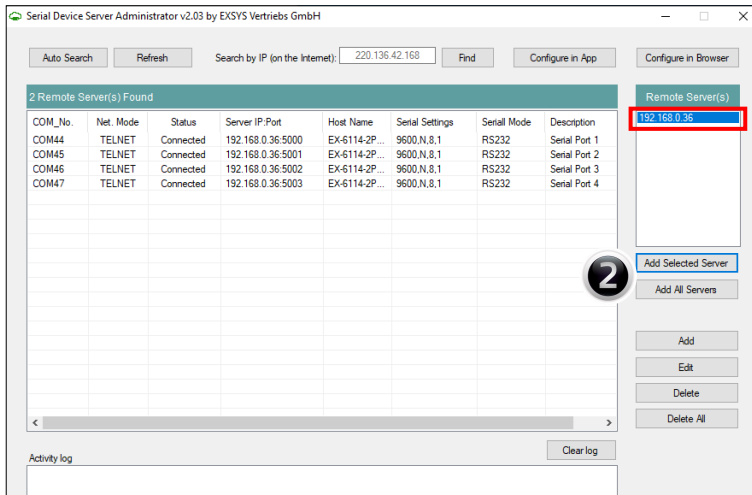 Serial Device Server Administrator v2.03 by EXSYS Vertriebs GmbH
Auto Search Refresh Search by IP (on the Internet): 220.136.42.168 Find Configure in App Configure in Browser
2 Remote Server(s) Found Remote Server(s)
COM_No. Net. Mode Status Server IP:Port Host Name Serial Settings Seriall Mode Description
COM44 TELNET Connected 192.168.0.36:5000 EX-6114-2P... 9600,N,8,1 RS232 Serial Port 1
COM45 TELNET Connected 192.168.0.36:5001 EX-6114-2P... 9600,N,8,1 RS232 Serial Port 2
COM46 TELNET Connected 192.168.0.36:5002 EX-6114-2P... 9600,N,8,1 RS232 Serial Port 3
COM47 TELNET Connected 192.168.0.36:5003 EX-6114-2P... 9600,N,8,1 RS232 Serial Port 4
192.168.0.36
2
Add Selected Server
Add All Servers
Add
Edit
Delete
Delete All
Activity log
Clear log